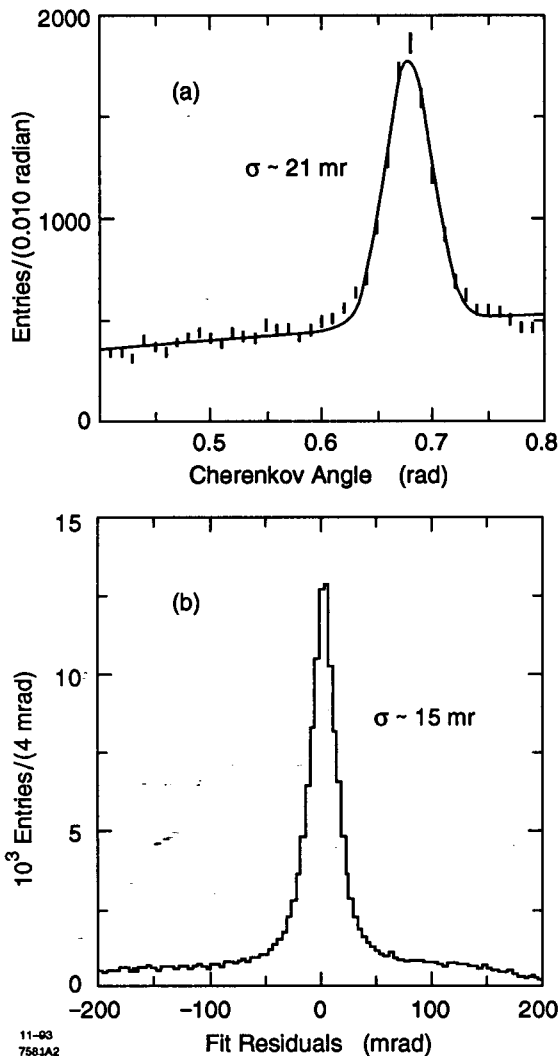 2000
(a)
σ ~ 21 mr
1000
0
Entries/(0.010 radian)
0.5 0.6 0.7 0.8
Cherenkov Angle (rad)
15
(b)
10
σ ~ 15 mr
5
0
10³ Entries/(4 mrad)
−200 −100 0 100 200
Fit Residuals (mrad)
11–93
7581A2